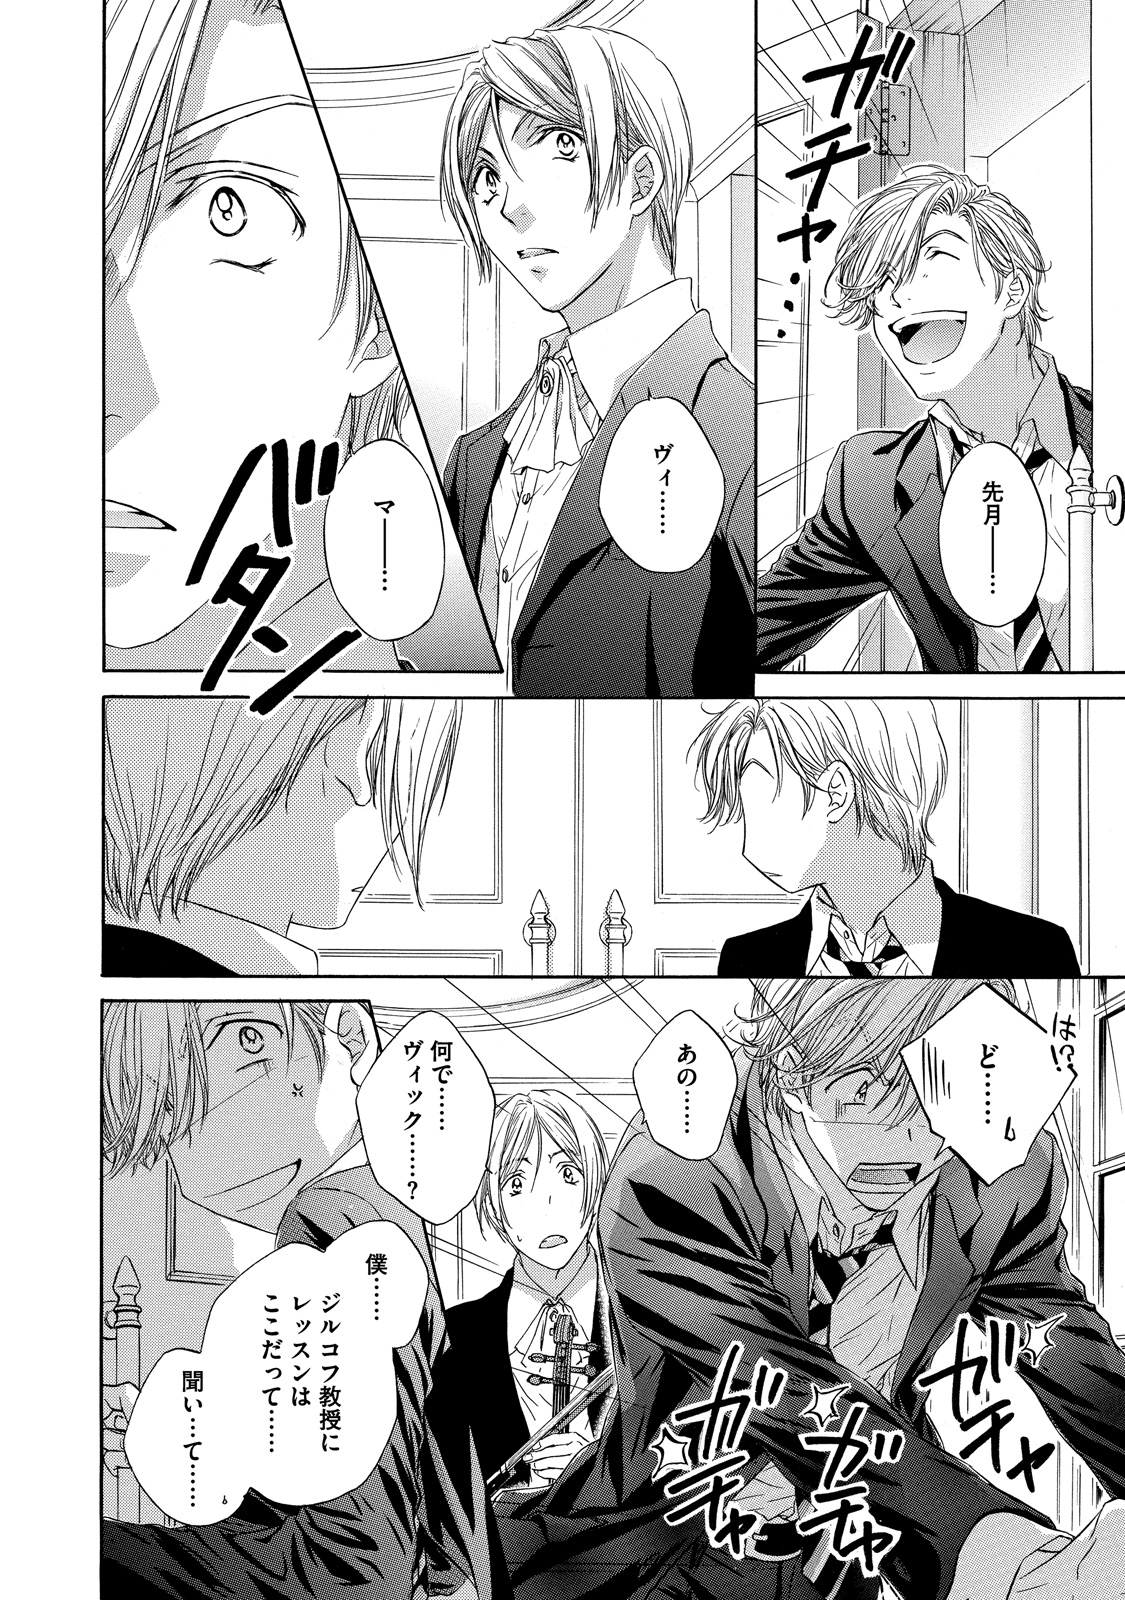 ガチャ…
先月――…
ヴィ……
マ――…
バタン
は!?
ど……
あの……
何で……
ヴィック……?
僕……
ジルコフ教授に
レッスンは
ここだって……
聞い…て……
ガチャ
ガチャ
ガチャ